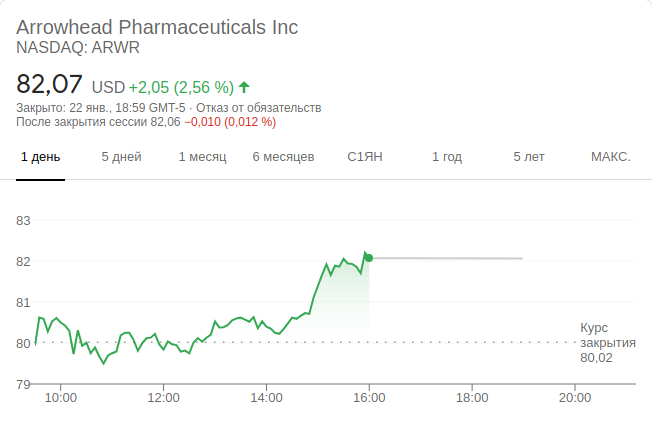 Arrowhead Pharmaceuticals Inc
NASDAQ: ARWR
82,07 USD +2,05 (2,56 %)
Закрыто: 22 янв., 18:59 GMT-5 · Отказ от обязательств
После закрытия сессии 82,06 −0,010 (0,012 %)
1 день 5 дней 1 месяц 6 месяцев С1ЯН 1 год 5 лет МАКС.
83
82
81
80
79
Курс
закрытия
80,02
10:00 12:00 14:00 16:00 18:00 20:00